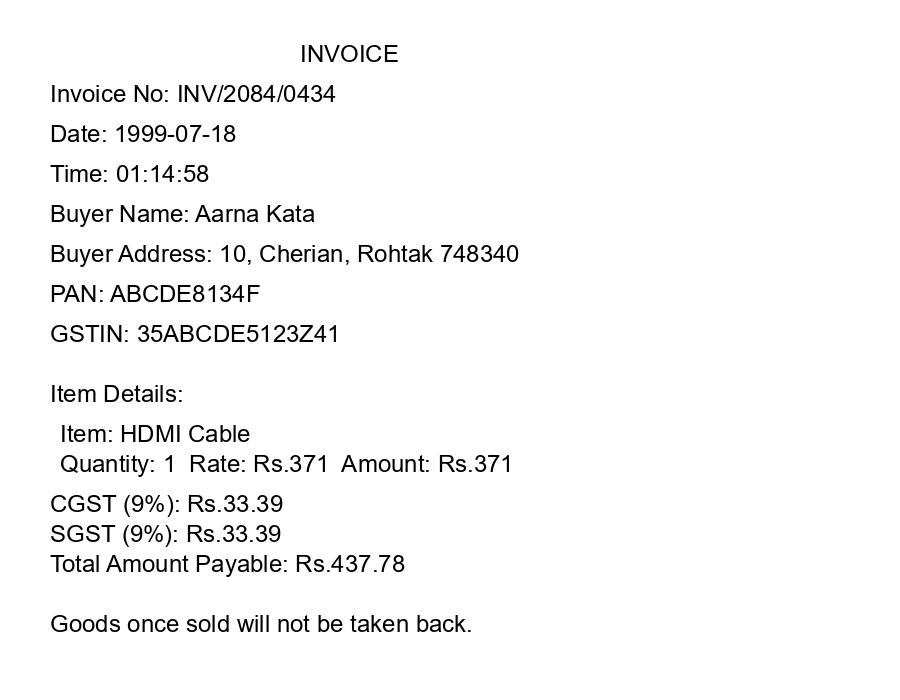 INVOICE
Invoice No: INV/2084/0434
Date: 1999-07-18
Time: 01:14:58
Buyer Name: Aarna Kata
Buyer Address: 10, Cherian, Rohtak 748340
PAN: ABCDE8134F
GSTIN: 35ABCDE5123Z41
Item Details:
Item: HDMI Cable
Quantity: 1  Rate: Rs.371  Amount: Rs.371
CGST (9%): Rs.33.39
SGST (9%): Rs.33.39
Total Amount Payable: Rs.437.78
Goods once sold will not be taken back.